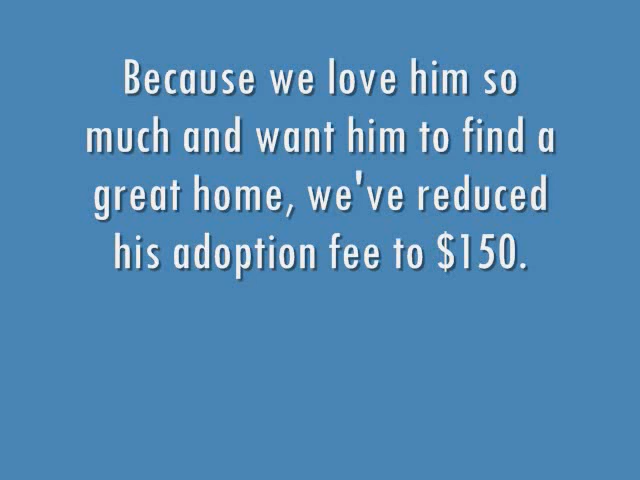 Because we love him so
much and want him to find a
great home, we've reduced
his adoption fee to $150.